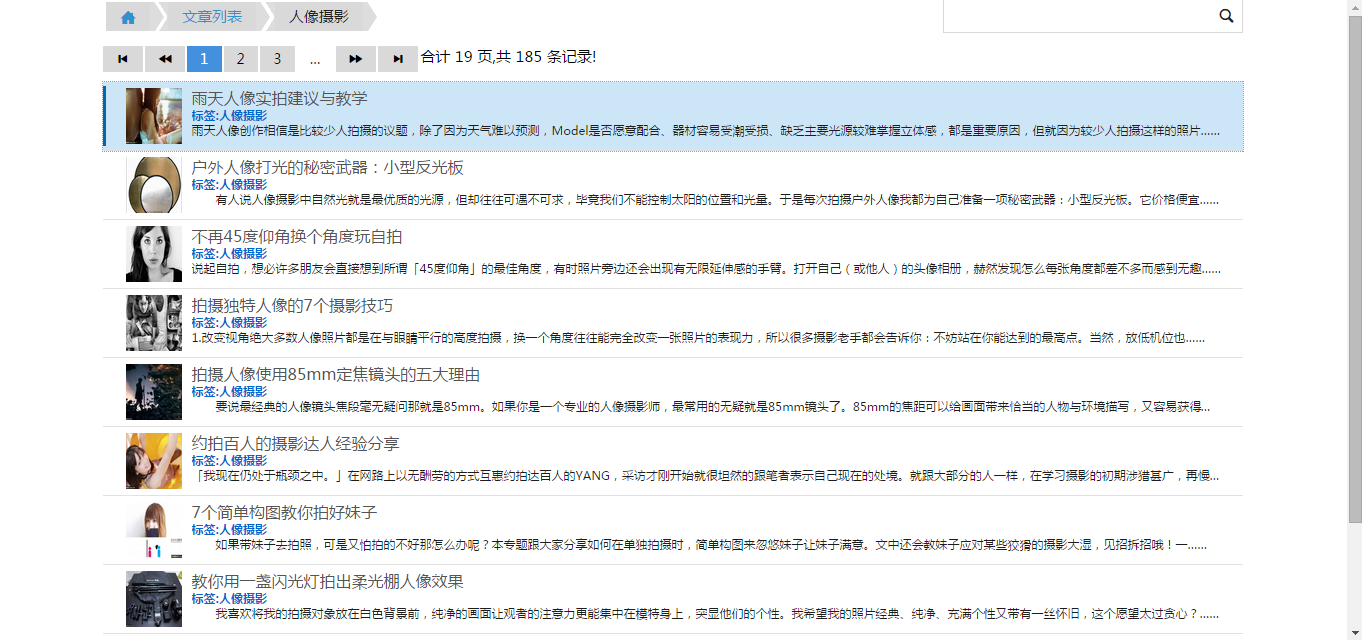 文章列表 人像摄影
1 2 3 ... 合计 19 页,共 185 条记录!
雨天人像实拍建议与教学
标签:人像摄影
雨天人像创作相信是比较少人拍摄的议题，除了因为天气难以预测，Model是否愿意配合、器材容易受潮受损、缺乏主要光源较难掌握立体感，都是重要原因，但就因为较少人拍摄这样的照片......
户外人像打光的秘密武器：小型反光板
标签:人像摄影
有人说人像摄影中自然光就是最优质的光源，但却往往可遇不可求，毕竟我们不能控制太阳的位置和光量。于是每次拍摄户外人像我都为自己准备一项秘密武器：小型反光板。它价格便宜......
不再45度仰角换个角度玩自拍
标签:人像摄影
说起自拍，想必许多朋友会直接想到所谓「45度仰角」的最佳角度，有时照片旁边还会出现有无限延伸感的手臂。打开自己（或他人）的头像相册，赫然发现怎么每张角度都差不多而感到无趣......
拍摄独特人像的7个摄影技巧
标签:人像摄影
1.改变视角绝大多数人像照片都是在与眼睛平行的高度拍摄，换一个角度往往能完全改变一张照片的表现力，所以很多摄影老手都会告诉你：不妨站在你能达到的最高点。当然，放低机位也......
拍摄人像使用85mm定焦镜头的五大理由
标签:人像摄影
要说最经典的人像镜头焦段毫无疑问那就是85mm。如果你是一个专业的人像摄影师，最常用的无疑就是85mm镜头了。85mm的焦距可以给画面带来恰当的人物与环境描写，又容易获得...
约拍百人的摄影达人经验分享
标签:人像摄影
「我现在仍处于瓶颈之中。」在网路上以无酬劳的方式互惠约拍达百人的YANG，采访才刚开始就很坦然的跟笔者表示自己现在的处境。就跟大部分的人一样，在学习摄影的初期涉猎甚广，再慢...
7个简单构图教你拍好妹子
标签:人像摄影
如果带妹子去拍照，可是又怕拍的不好那怎么办呢？本专题跟大家分享如何在单独拍摄时，简单构图来忽悠妹子让妹子满意。文中还会教妹子应对某些狡猾的摄影大湿，见招拆招哦！一......
教你用一盏闪光灯拍出柔光棚人像效果
标签:人像摄影
我喜欢将我的拍摄对象放在白色背景前，纯净的画面让观者的注意力更能集中在模特身上，突显他们的个性。我希望我的照片经典、纯净、充满个性又带有一丝怀旧，这个愿望太过贪心？......